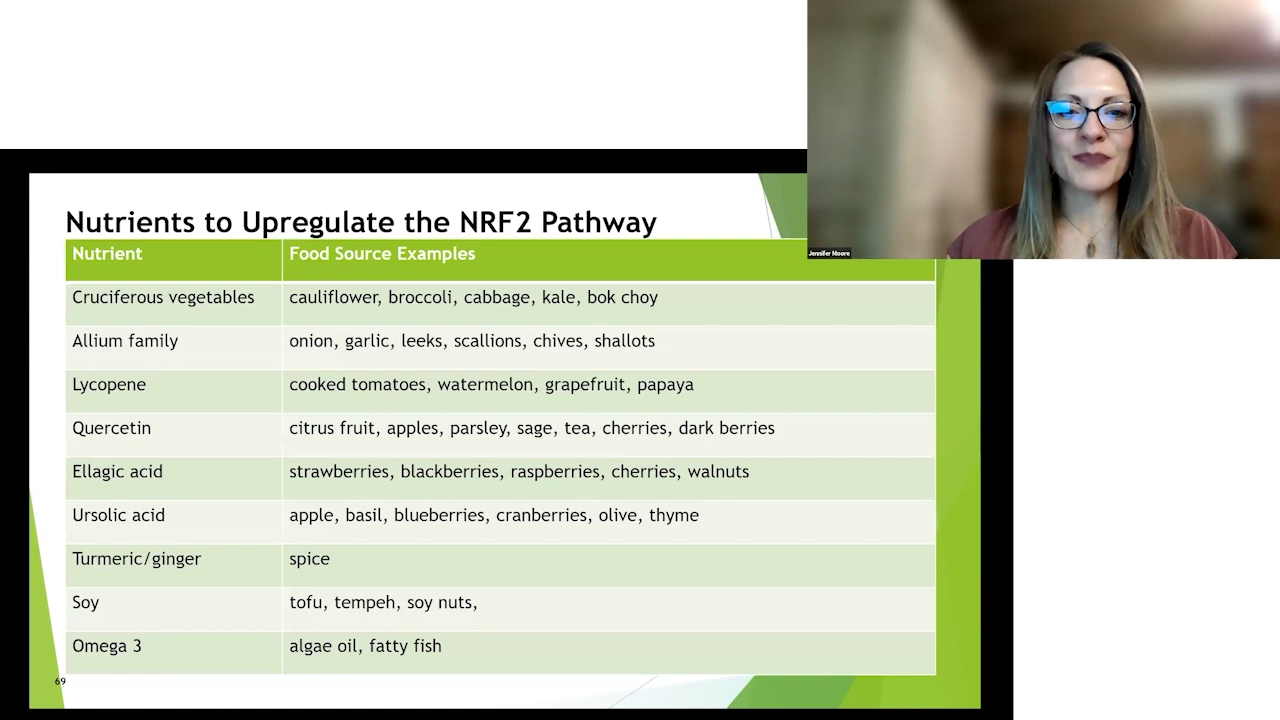 Jennifer Moore
Nutrients to Upregulate the NRF2 Pathway
Nutrient Food Source Examples
Cruciferous vegetables cauliflower, broccoli, cabbage, kale, bok choy
Allium family onion, garlic, leeks, scallions, chives, shallots
Lycopene cooked tomatoes, watermelon, grapefruit, papaya
Quercetin citrus fruit, apples, parsley, sage, tea, cherries, dark berries
Ellagic acid strawberries, blackberries, raspberries, cherries, walnuts
Ursolic acid apple, basil, blueberries, cranberries, olive, thyme
Turmeric/ginger spice
Soy tofu, tempeh, soy nuts,
Omega 3 algae oil, fatty fish
69